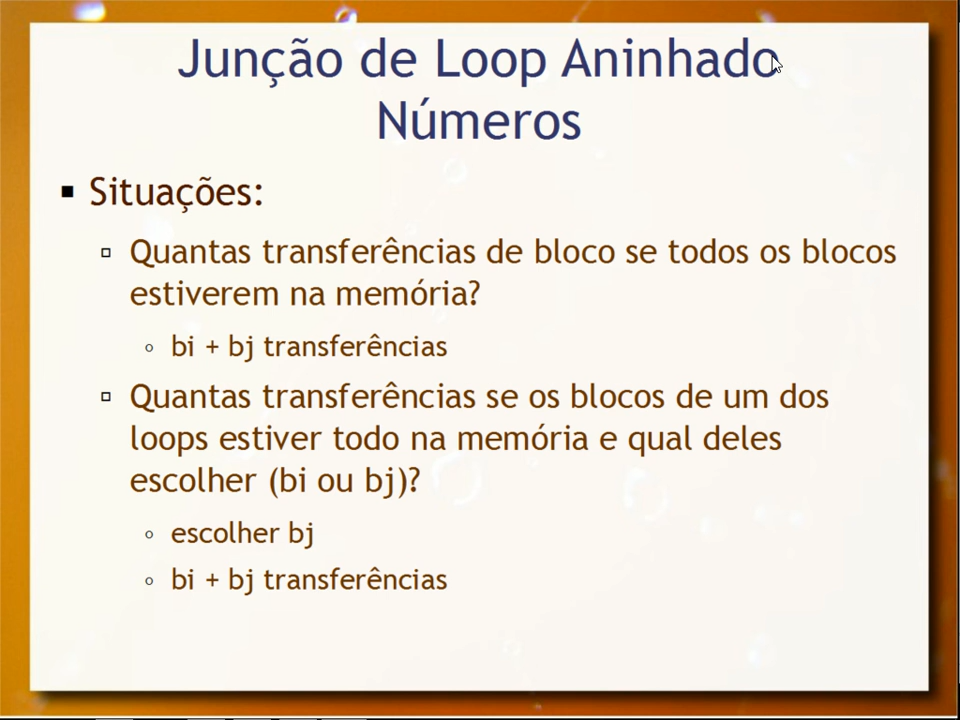 Junção de Loop Aninhado
Números
Situações:
Quantas transferências de bloco se todos os blocos
estiverem na memória?
bi + bj transferências
Quantas transferências se os blocos de um dos
loops estiver todo na memória e qual deles
escolher (bi ou bj)?
escolher bj
bi + bj transferências